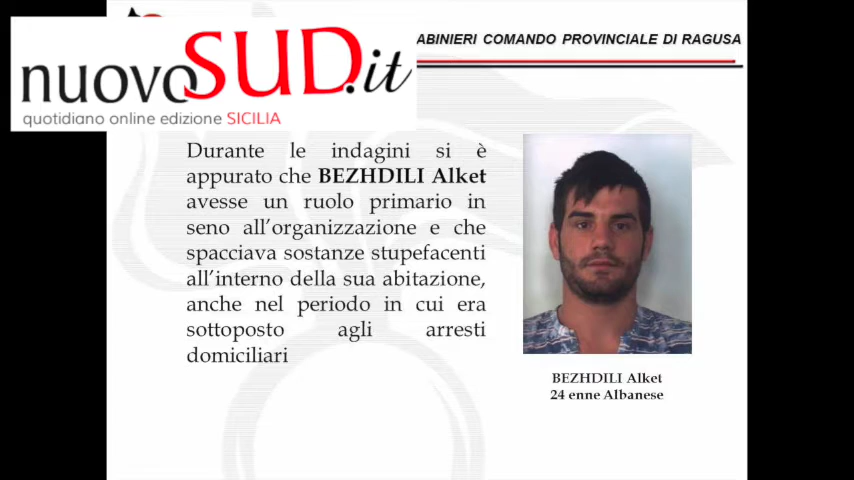 ABINIERI COMANDO PROVINCIALE DI RAGUSA
nuovoSUD.it
quotidiano online edizione SICILIA
Durante le indagini si è
appurato che BEZHDILI Alket
avesse un ruolo primario in
seno all'organizzazione e che
spacciava sostanze stupefacenti
all'interno della sua abitazione,
anche nel periodo in cui era
sottoposto agli arresti
domiciliari
BEZHDILI Alket
24 enne Albanese